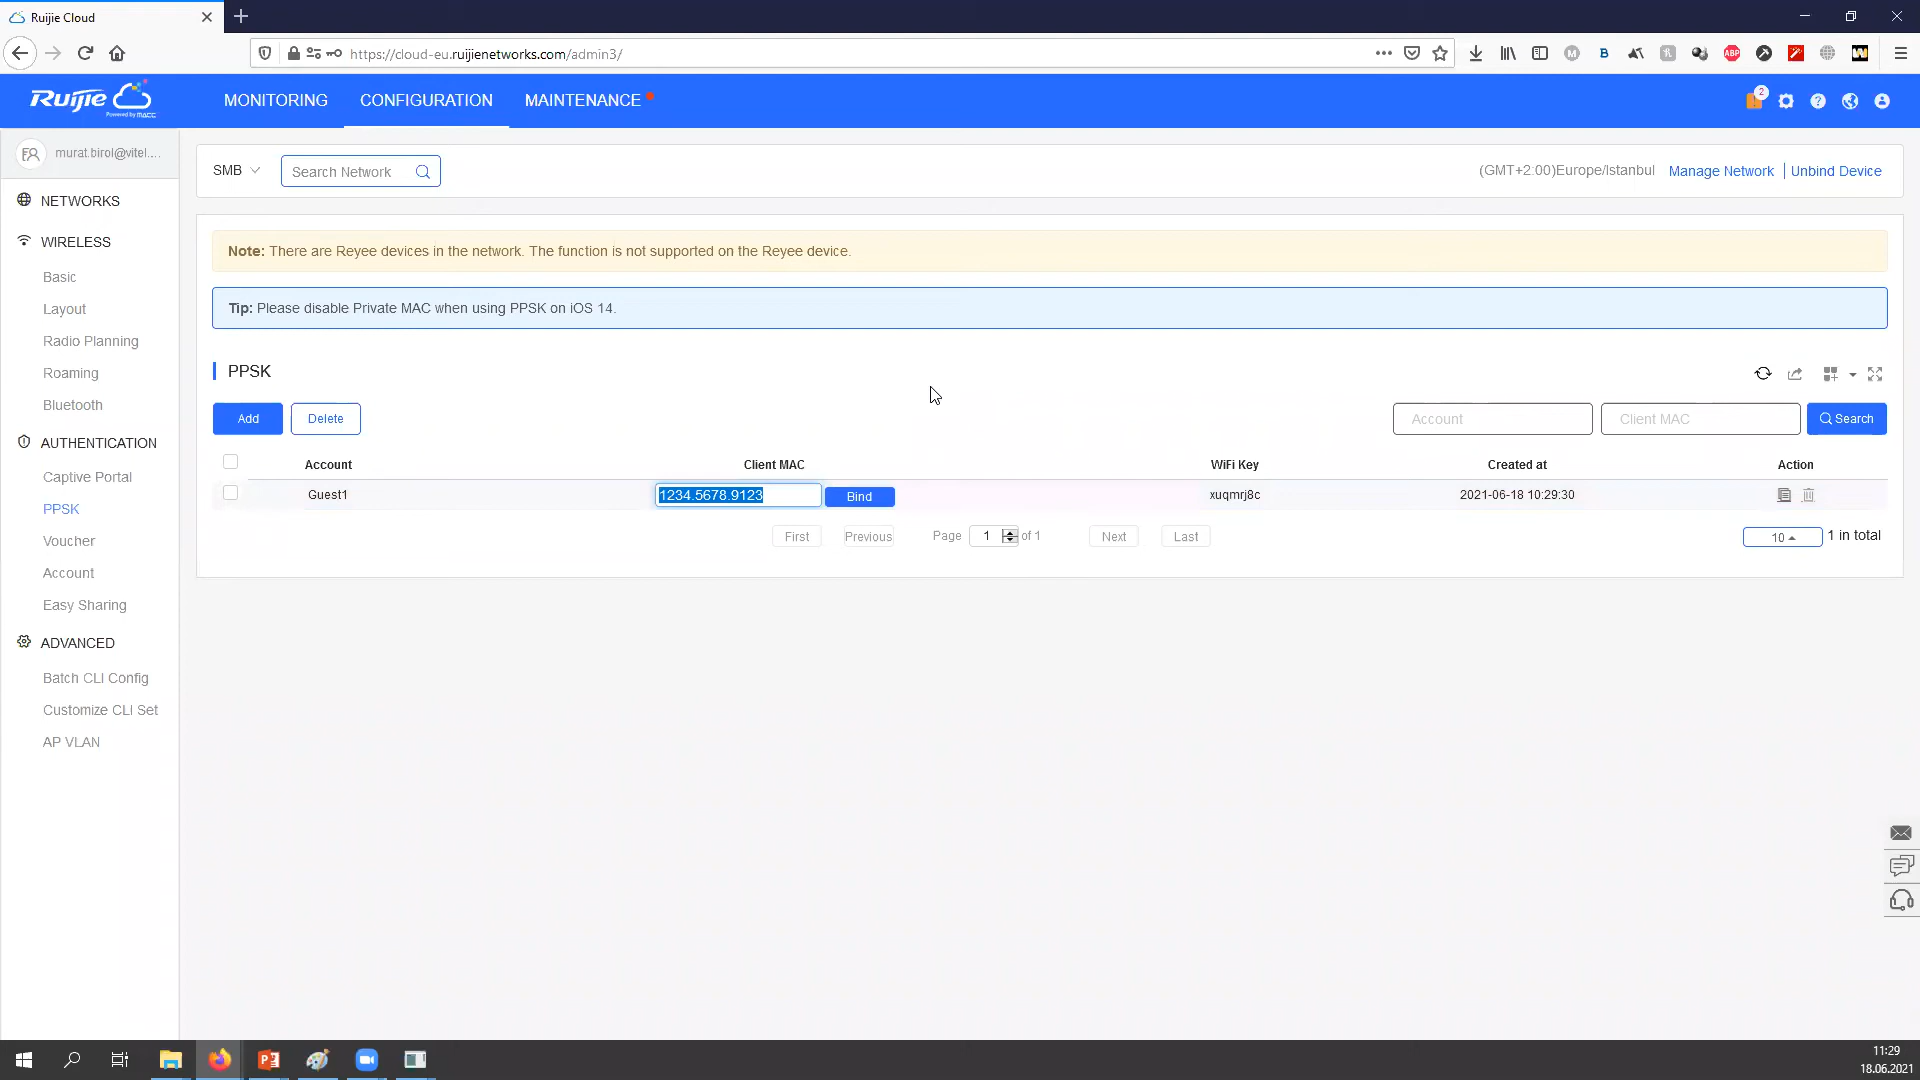 Ruijie Cloud
https://cloud-eu.ruijienetworks.com/admin3/
Ruijie
Powered by MACC
MONITORING
CONFIGURATION
MAINTENANCE
2
murat.birol@vitel....
SMB
Search Network
(GMT+2:00)Europe/Istanbul
Manage Network
Unbind Device
NETWORKS
WIRELESS
Basic
Layout
Radio Planning
Roaming
Bluetooth
AUTHENTICATION
Captive Portal
PPSK
Voucher
Account
Easy Sharing
ADVANCED
Batch CLI Config
Customize CLI Set
AP VLAN
Note: There are Reyee devices in the network. The function is not supported on the Reyee device.
Tip: Please disable Private MAC when using PPSK on iOS 14.
PPSK
Add
Delete
Account
Client MAC
Search
Account
Client MAC
WiFi Key
Created at
Action
Guest1
1234.5678.9123
Bind
xuqmrj8c
2021-06-18 10:29:30
First
Previous
Page 1 of 1
Next
Last
10
1 in total
11:29
18.06.2021